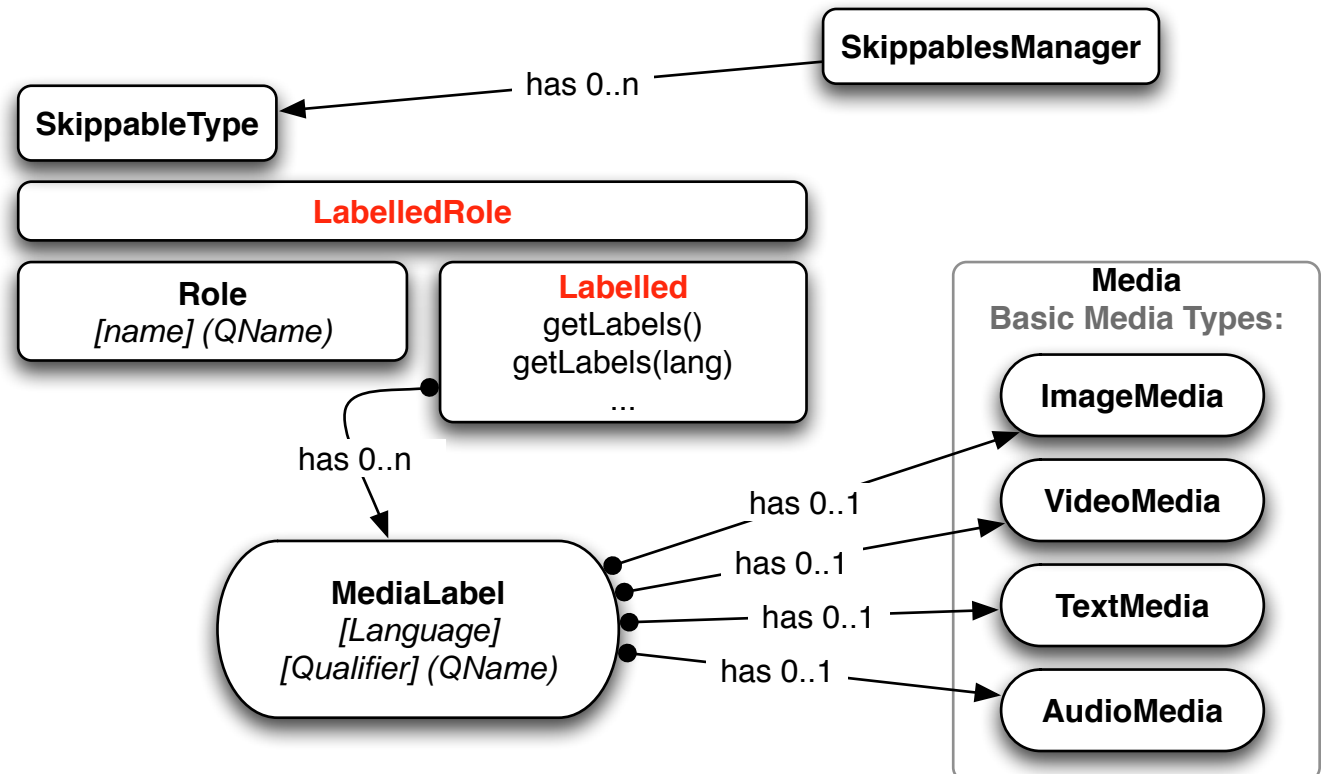 SkippablesManager
has 0..n
SkippableType
LabelledRole
Role
[name] (QName)
Labelled
getLabels()
getLabels(lang)
...
Media
Basic Media Types:
ImageMedia
has 0..n
has 0..1
VideoMedia
has 0..1
MediaLabel
[Language]
[Qualifier] (QName)
has 0..1
TextMedia
has 0..1
AudioMedia